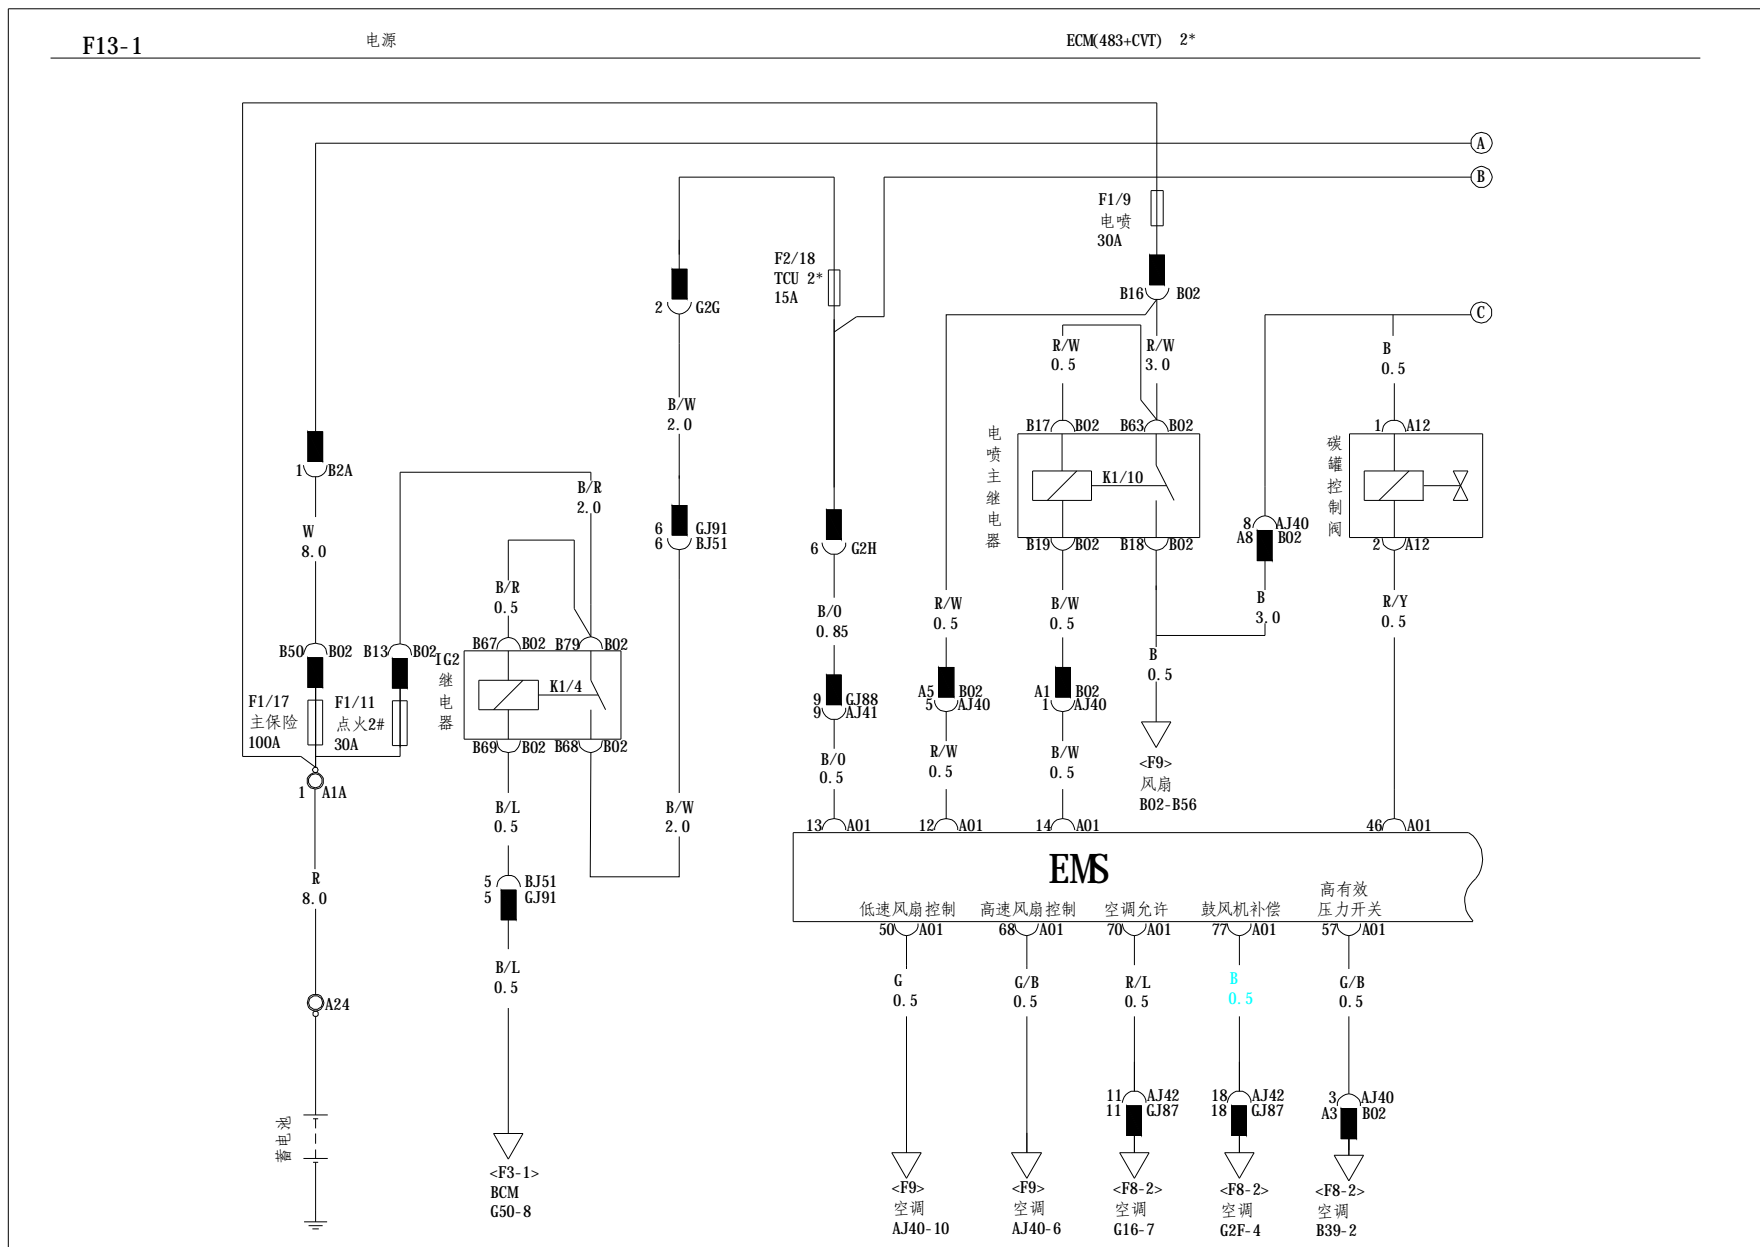 F13-1
电源
ECM(483+CVT) 2*
A
B
F1/9
电喷
30A
F2/18
TCU 2*
15A
B16 B02
2 G2G
C
R/W
0.5
R/W
3.0
B
0.5
B/W
2.0
B17 B02 B63 B02
1 A12
电喷主继电器
K1/10
碳罐控制阀
1 B2A
B/R
2.0
W
8.0
6 GJ91
6 BJ51
6 G2H
8 AJ40
A8 B02
B19 B02 B18 B02
2 A12
B/R
0.5
B/O
0.85
R/W
0.5
B/W
0.5
B
3.0
R/Y
0.5
B50 B02 B13 B02
B67 B02 B79 B02
IG2
继电器
K1/4
B
0.5
F1/17
主保险
100A
F1/11
点火2#
30A
9 GJ88
9 AJ41
A5 B02
5 AJ40
A1 B02
1 AJ40
B69 B02 B68 B02
B/O
0.5
R/W
0.5
B/W
0.5
<F9>
风扇
B02-B56
1 A1A
B/L
0.5
B/W
2.0
13 A01
12 A01
14 A01
46 A01
EMS
R
8.0
5 BJ51
5 GJ91
低速风扇控制
高速风扇控制
空调允许
鼓风机补偿
高有效
压力开关
50 A01
68 A01
70 A01
77 A01
57 A01
B/L
0.5
G
0.5
G/B
0.5
R/L
0.5
B
0.5
G/B
0.5
A24
11 AJ42
11 GJ87
18 AJ42
18 GJ87
3 AJ40
A3 B02
蓄电池
<F3-1>
BCM
G50-8
<F9>
空调
AJ40-10
<F9>
空调
AJ40-6
<F8-2>
空调
G16-7
<F8-2>
空调
G2F-4
<F8-2>
空调
B39-2